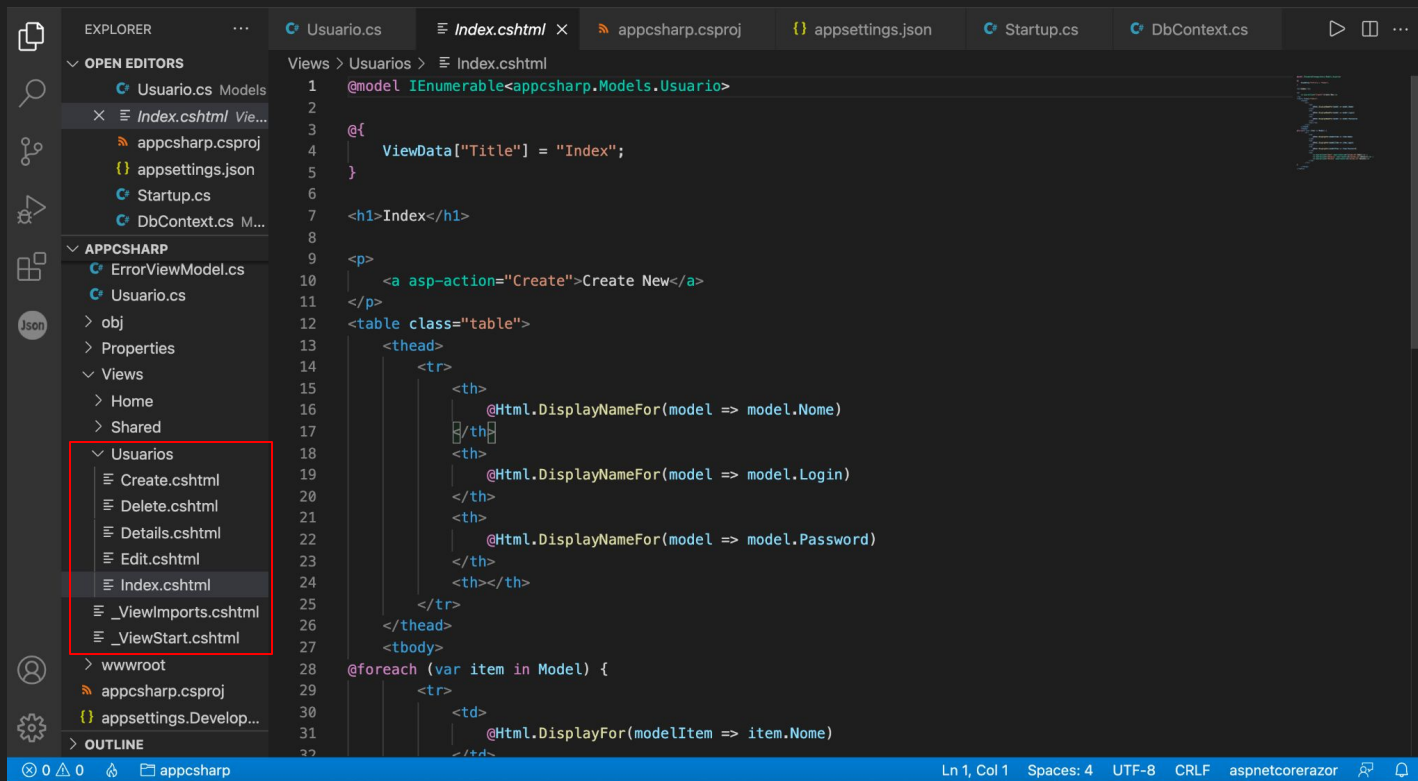 EXPLORER ...
Usuario.cs
Index.cshtml
appcsharp.csproj
{} appsettings.json
Startup.cs
DbContext.cs
...
OPEN EDITORS
Usuario.cs Models
Index.cshtml Vie...
appcsharp.csproj
{} appsettings.json
Startup.cs
DbContext.cs M...
APPCSHARP
ErrorViewModel.cs
Usuario.cs
> obj
> Properties
Views
> Home
> Shared
Usuarios
Create.cshtml
Delete.cshtml
Details.cshtml
Edit.cshtml
Index.cshtml
_ViewImports.cshtml
_ViewStart.cshtml
> wwwroot
appcsharp.csproj
{} appsettings.Develop...
> OUTLINE
Json
Views > Usuarios > Index.cshtml
1 @model IEnumerable<appcsharp.Models.Usuario>
2
3 @{
4     ViewData["Title"] = "Index";
5 }
6
7 <h1>Index</h1>
8
9 <p>
10     <a asp-action="Create">Create New</a>
11 </p>
12 <table class="table">
13     <thead>
14         <tr>
15             <th>
16                 @Html.DisplayNameFor(model => model.Nome)
17             </th>
18             <th>
19                 @Html.DisplayNameFor(model => model.Login)
20             </th>
21             <th>
22                 @Html.DisplayNameFor(model => model.Password)
23             </th>
24             <th></th>
25         </tr>
26     </thead>
27     <tbody>
28 @foreach (var item in Model) {
29         <tr>
30             <td>
31                 @Html.DisplayFor(modelItem => item.Nome)
32             </td>
0 0 appcsharp
Ln 1, Col 1 Spaces: 4 UTF-8 CRLF aspnetcorerazor